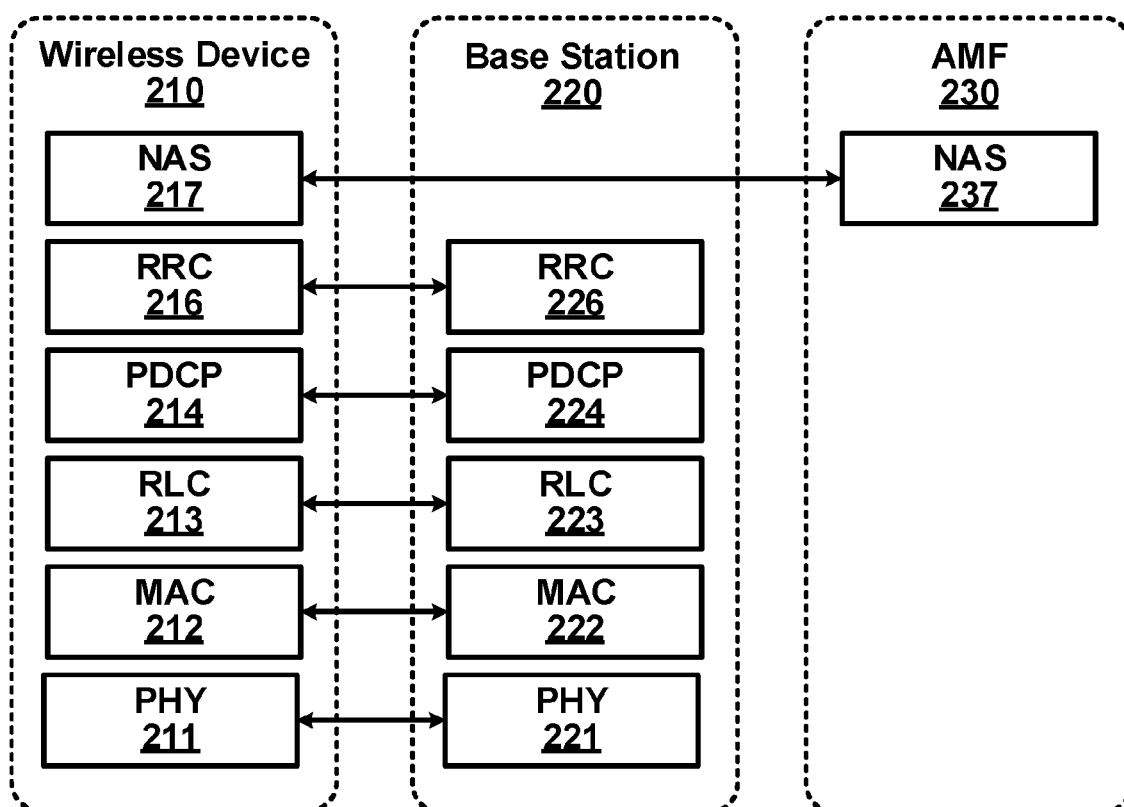 Wireless Device
210
Base Station
220
AMF
230
NAS
217
NAS
237
RRC
216
RRC
226
PDCP
214
PDCP
224
RLC
213
RLC
223
MAC
212
MAC
222
PHY
211
PHY
221